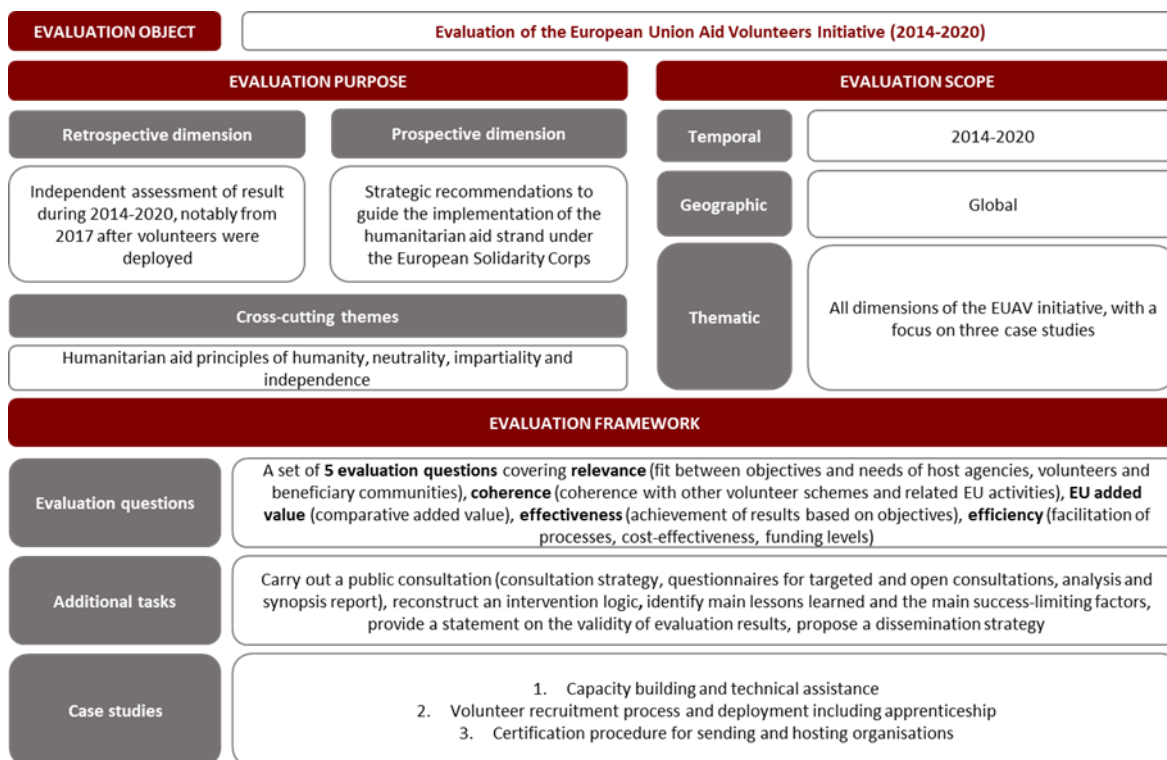 EVALUATION OBJECT
Evaluation of the European Union Aid Volunteers Initiative (2014-2020)
EVALUATION PURPOSE
Retrospective dimension
Prospective dimension
Independent assessment of result
during 2014-2020, notably from
2017 after volunteers were
deployed
Strategic recommendations to
guide the implementation of the
humanitarian aid strand under
the European Solidarity Corps
Cross-cutting themes
Humanitarian aid principles of humanity, neutrality, impartiality and
independence
EVALUATION SCOPE
Temporal
2014-2020
Geographic
Global
Thematic
All dimensions of the EUAV initiative, with a
focus on three case studies
EVALUATION FRAMEWORK
Evaluation questions
A set of 5 evaluation questions covering relevance (fit between objectives and needs of host agencies, volunteers and
beneficiary communities), coherence (coherence with other volunteer schemes and related EU activities), EU added
value (comparative added value), effectiveness (achievement of results based on objectives), efficiency (facilitation of
processes, cost-effectiveness, funding levels)
Additional tasks
Carry out a public consultation (consultation strategy, questionnaires for targeted and open consultations, analysis and
synopsis report), reconstruct an intervention logic, identify main lessons learned and the main success-limiting factors,
provide a statement on the validity of evaluation results, propose a dissemination strategy
Case studies
1. Capacity building and technical assistance
2. Volunteer recruitment process and deployment including apprenticeship
3. Certification procedure for sending and hosting organisations